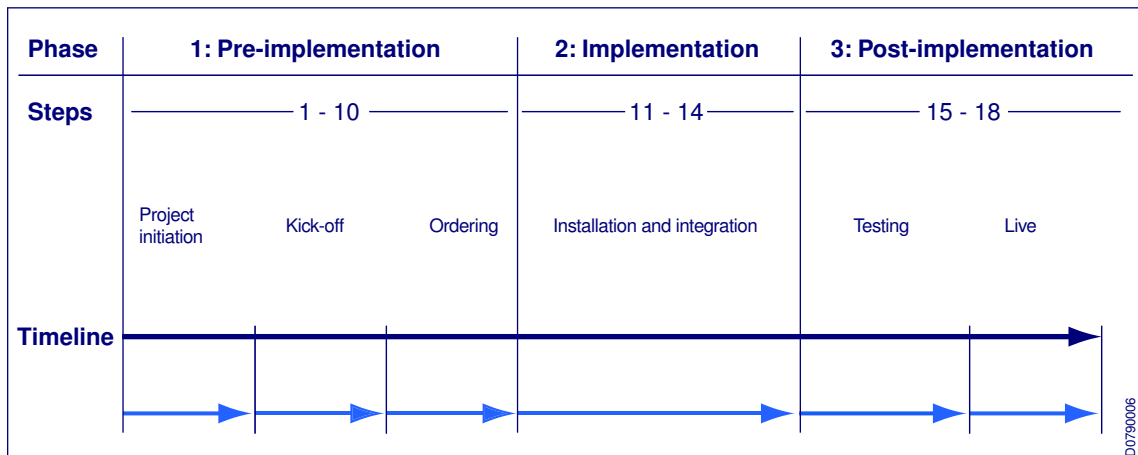 Phase 1: Pre-implementation 2: Implementation 3: Post-implementation
Steps 1 - 10 11 - 14 15 - 18
Project
initiation
Kick-off
Ordering
Installation and integration
Testing
Live
Timeline
D0790006